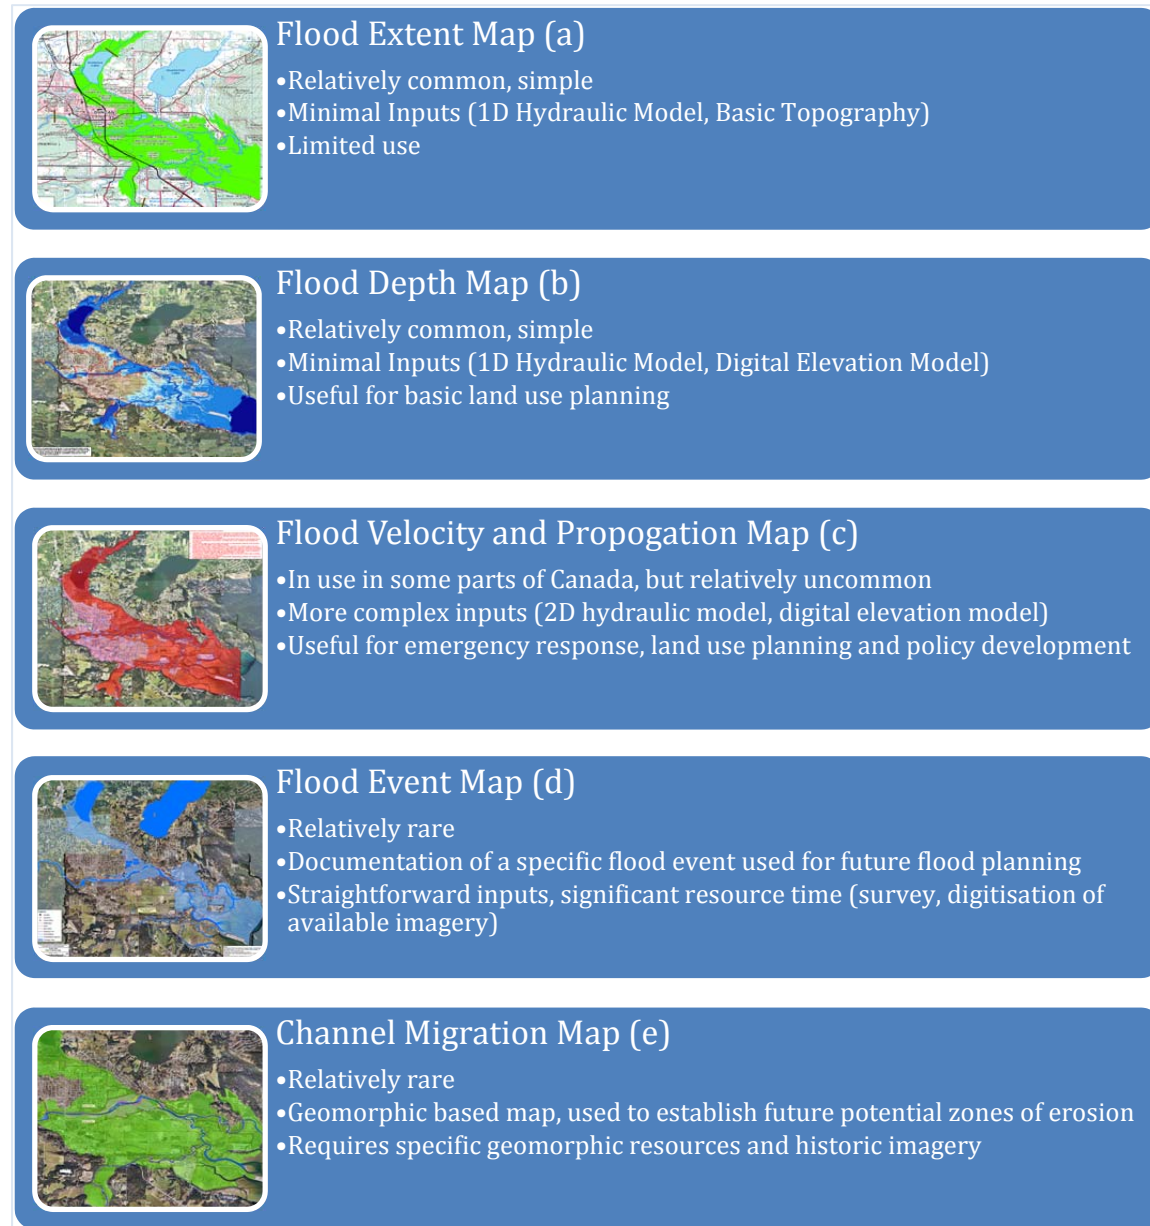 Flood Extent Map (a)
•Relatively common, simple
•Minimal Inputs (1D Hydraulic Model, Basic Topography)
•Limited use
Flood Depth Map (b)
•Relatively common, simple
•Minimal Inputs (1D Hydraulic Model, Digital Elevation Model)
•Useful for basic land use planning
Flood Velocity and Propogation Map (c)
•In use in some parts of Canada, but relatively uncommon
•More complex inputs (2D hydraulic model, digital elevation model)
•Useful for emergency response, land use planning and policy development
Flood Event Map (d)
•Relatively rare
•Documentation of a specific flood event used for future flood planning
•Straightforward inputs, significant resource time (survey, digitisation of
available imagery)
Channel Migration Map (e)
•Relatively rare
•Geomorphic based map, used to establish future potential zones of erosion
•Requires specific geomorphic resources and historic imagery